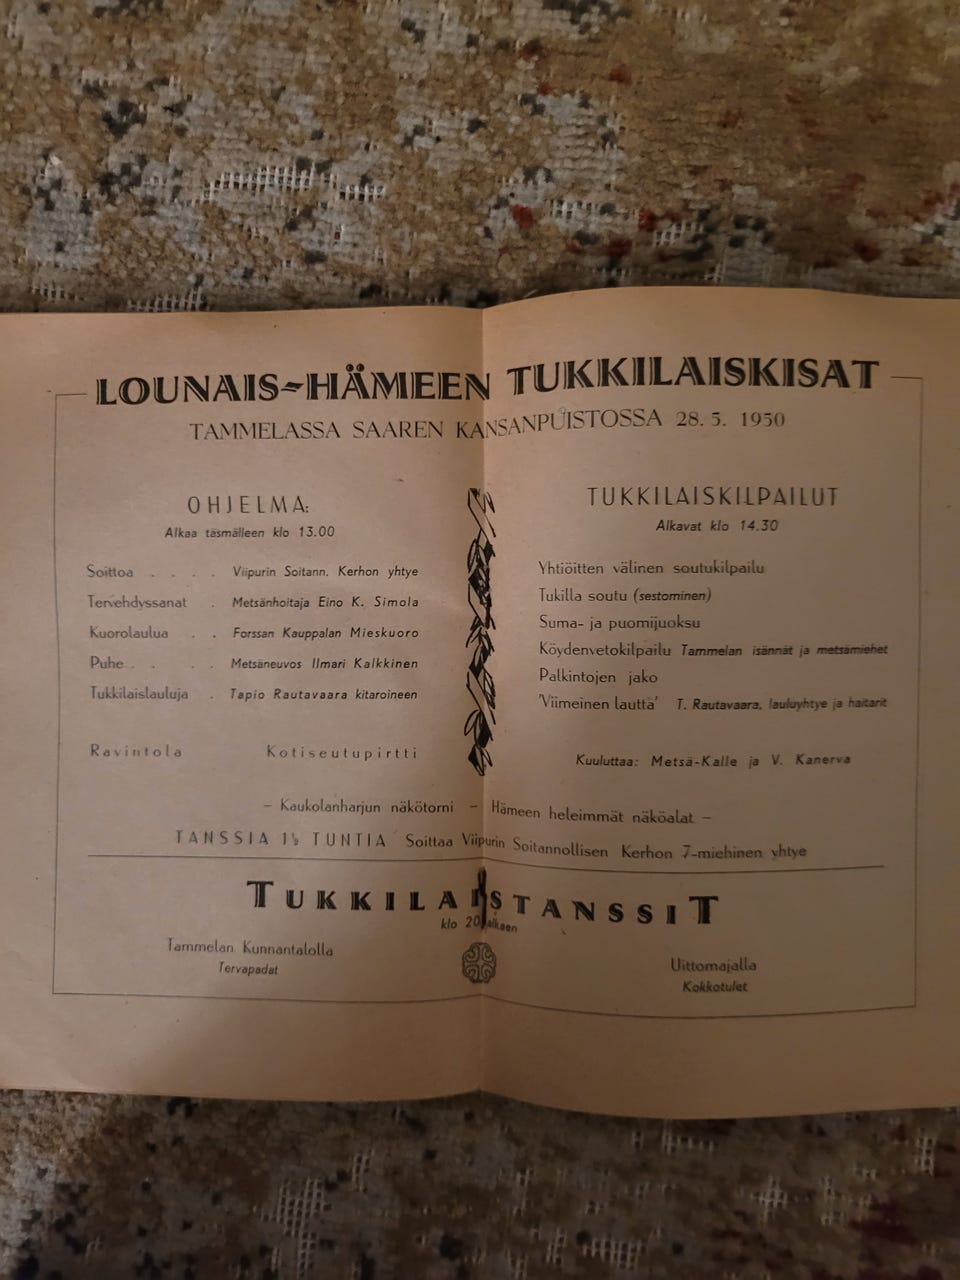 LOUNAIS-HÄMEEN TUKKILAISKISAT
TAMMELASSA SAAREN KANSANPUISTOSSA 28. 5. 1950
OHJELMA:
Alkaa täsmälleen klo 13.00
Soittoa . . . . Viipurin Soitann. Kerhon yhtye
Tervehdyssanat . Metsänhoitaja Eino K. Simola
Kuorolaulua . . Forssan Kauppalan Mieskuoro
Puhe . . . Metsäneuvos Ilmari Kalkkinen
Tukkilaislauluja . Tapio Rautavaara kitaroineen
Ravintola Kotiseutupirtti
TUKKILAISKILPAILUT
Alkavat klo 14.30
Yhtiöitten välinen soutukilpailu
Tukilla soutu (sestominen)
Suma- ja puomijuoksu
Köydenvetokilpailu Tammelan isännät ja metsämiehet
Palkintojen jako
'Viimeinen lautta' T. Rautavaara, lauluyhtye ja haitarit
Kuuluttaa: Metsä-Kalle ja V. Kanerva
– Kaukolanharjun näkötorni – Hämeen heleimmät näköalat –
TANSSIA 1½ TUNTIA Soittaa Viipurin Soitannollisen Kerhon 7-miehinen yhtye
TUKKILAISTANSSIT
klo 20 alkaen
Tammelan Kunnantalolla
Tervapadat
Uittomajalla
Kokkotulet